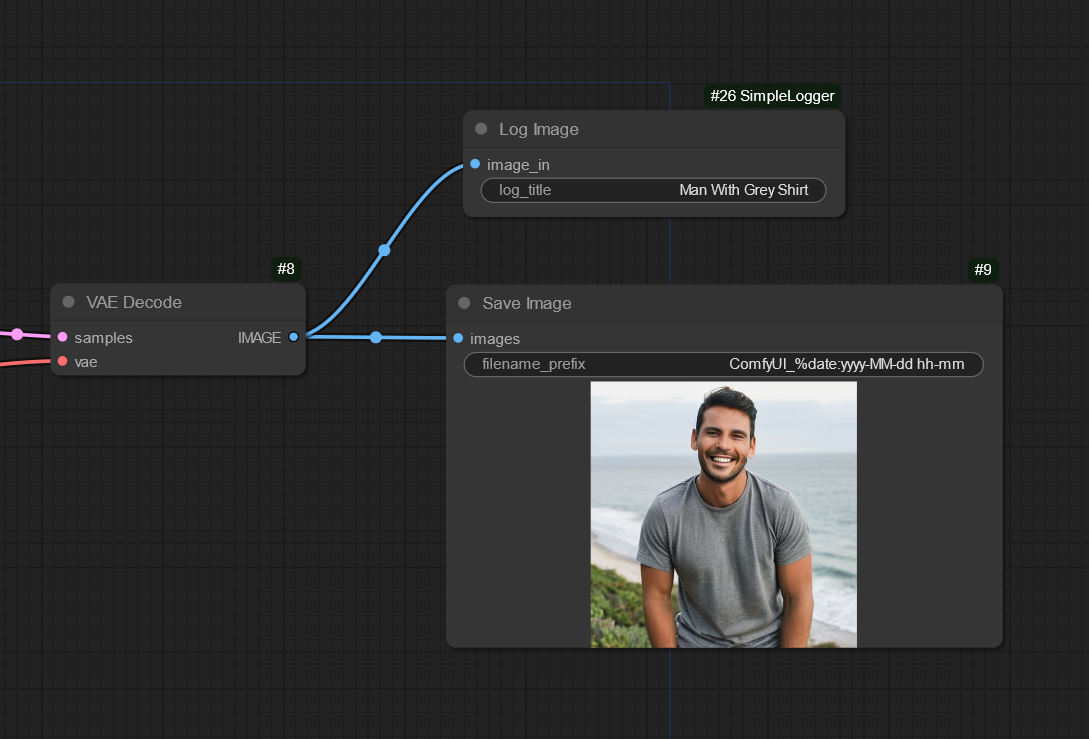 #26 SimpleLogger
Log Image
image_in
log_title Man With Grey Shirt
#8
VAE Decode
samples IMAGE
vae
#9
Save Image
images
filename_prefix ComfyUI_%date:yyyy-MM-dd hh-mm